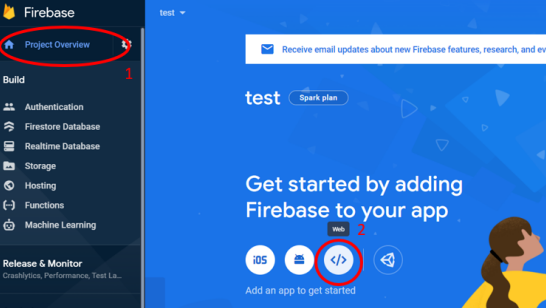 Firebase
test
Project Overview
1
Receive email updates about new Firebase features, research, and ev
Build
Authentication
Firestore Database
Realtime Database
Storage
Hosting
Functions
Machine Learning
Release & Monitor
Crashlytics, Performance, Test La...
test
Spark plan
Get started by adding
Firebase to your app
Web
2
iOS
</>
Add an app to get started